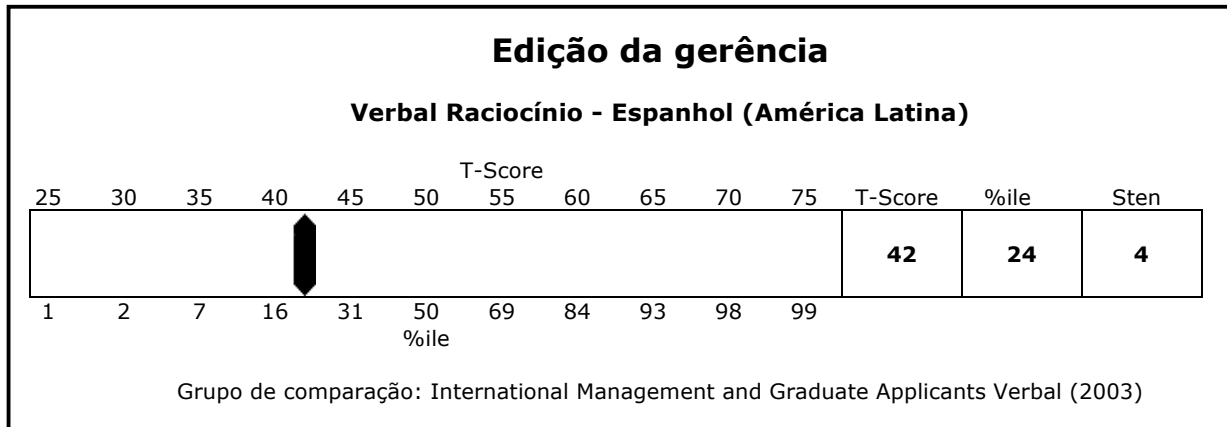 Edição da gerência
Verbal Raciocínio - Espanhol (América Latina)
T-Score
25 30 35 40 45 50 55 60 65 70 75 T-Score %ile Sten
42 24 4
1 2 7 16 31 50 69 84 93 98 99
%ile
Grupo de comparação: International Management and Graduate Applicants Verbal (2003)